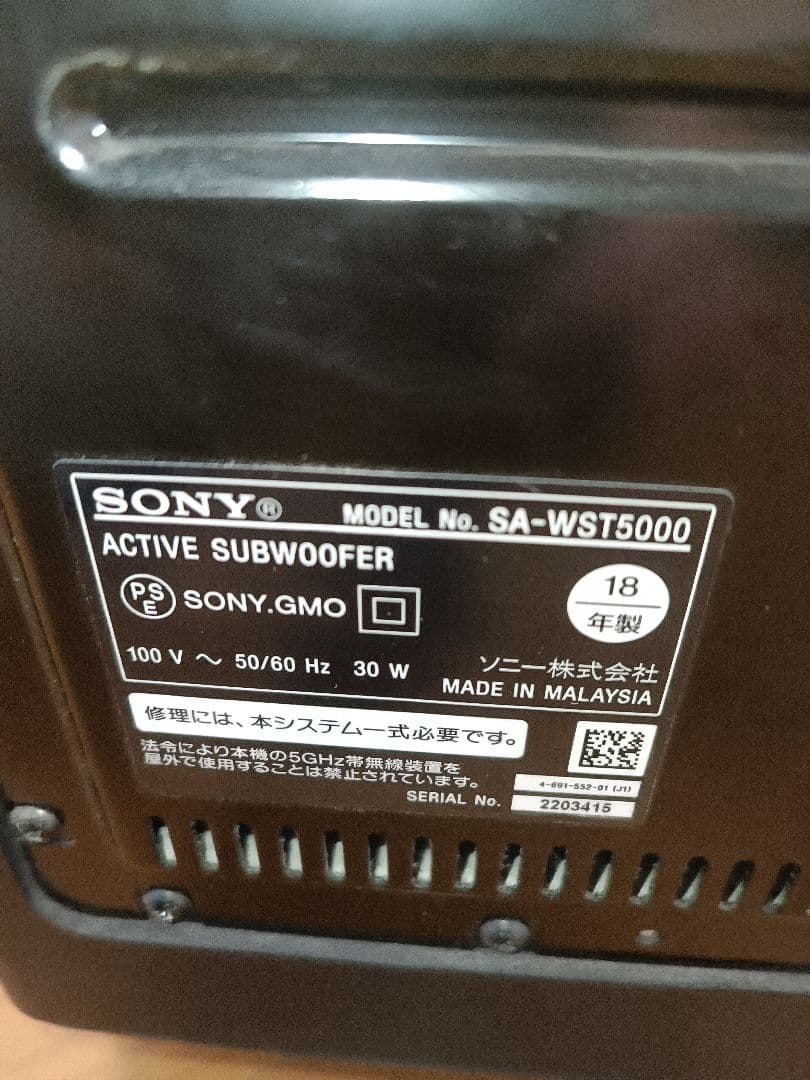 SONY® MODEL No. SA-WST5000
ACTIVE SUBWOOFER
PSE SONY.GMO
18
年製
100 V ～ 50/60 Hz 30 W
ソニー株式会社
MADE IN MALAYSIA
修理には、本システム一式必要です。
法令により本機の5GHz帯無線装置を
屋外で使用することは禁止されています。
4-691-552-01 (J1)
SERIAL No. 2203415